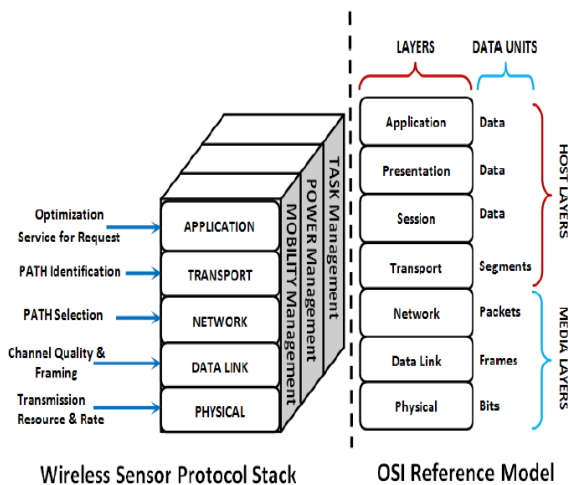 Optimization
Service for Request
PATH Identification
PATH Selection
Channel Quality &
Framing
Transmission
Resource & Rate
APPLICATION
TRANSPORT
NETWORK
DATA LINK
PHYSICAL
MOBILITY Management
POWER Management
TASK Management
Wireless Sensor Protocol Stack
LAYERS DATA UNITS
Application Data
Presentation Data
Session Data
Transport Segments
Network Packets
Data Link Frames
Physical Bits
HOST LAYERS
MEDIA LAYERS
OSI Reference Model